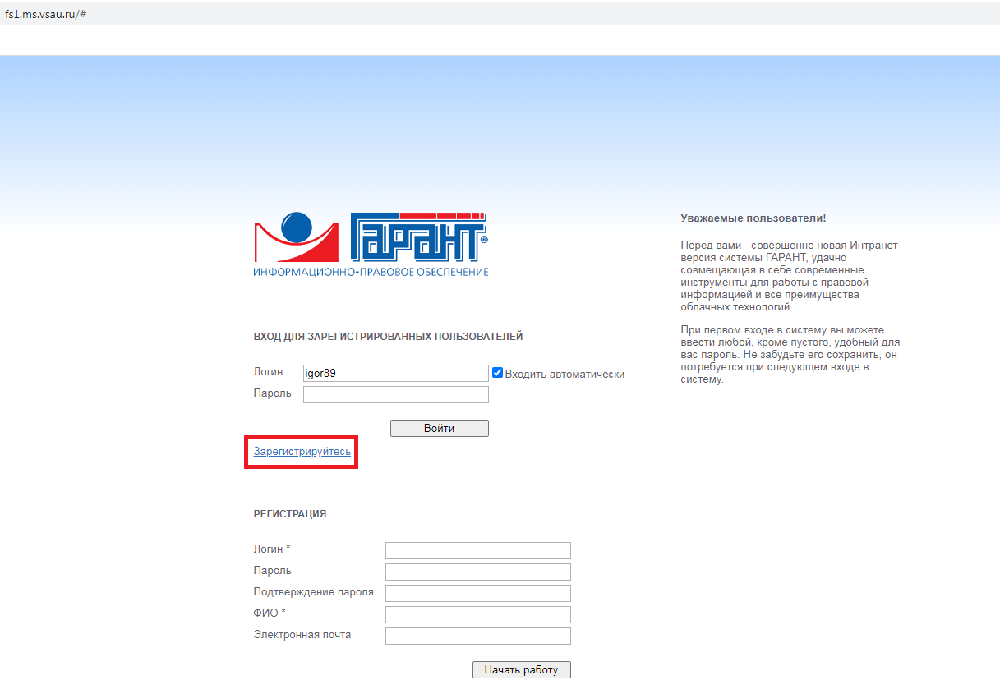 fs1.ms.vsau.ru/#
Гарант®
ИНФОРМАЦИОННО-ПРАВОВОЕ ОБЕСПЕЧЕНИЕ
ВХОД ДЛЯ ЗАРЕГИСТРИРОВАННЫХ ПОЛЬЗОВАТЕЛЕЙ
Логин igor89 Входить автоматически
Пароль
Войти
Зарегистрируйтесь
РЕГИСТРАЦИЯ
Логин *
Пароль
Подтверждение пароля
ФИО *
Электронная почта
Начать работу
Уважаемые пользователи!
Перед вами - совершенно новая Интранет-
версия системы ГАРАНТ, удачно
совмещающая в себе современные
инструменты для работы с правовой
информацией и все преимущества
облачных технологий.
При первом входе в систему вы можете
ввести любой, кроме пустого, удобный для
вас пароль. Не забудьте его сохранить, он
потребуется при следующем входе в
систему.